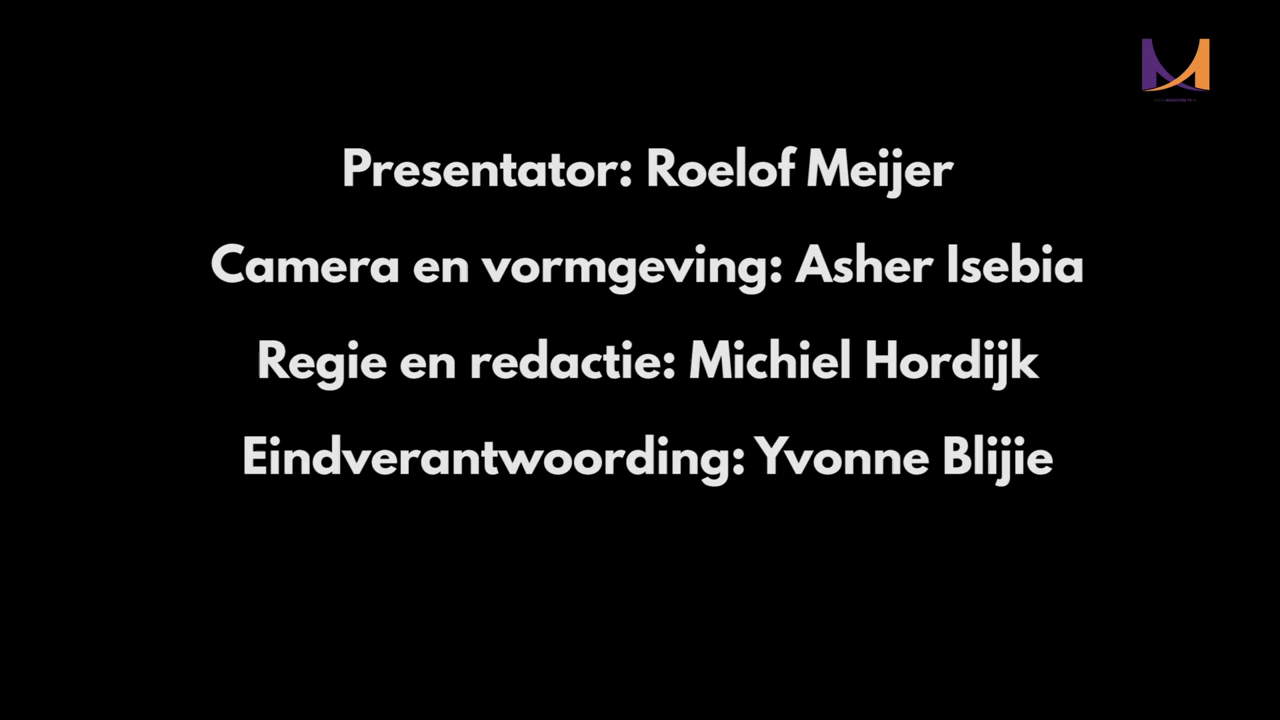 Presentator: Roelof Meijer
Camera en vormgeving: Asher Isebia
Regie en redactie: Michiel Hordijk
Eindverantwoording: Yvonne Blijie